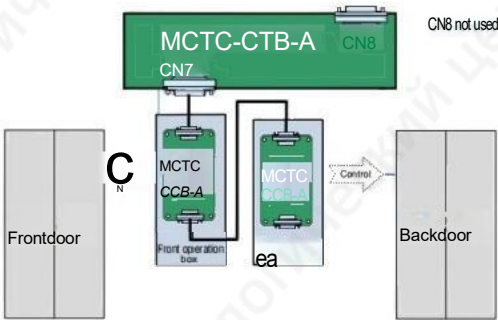 CN8 not used
MCTC-CTB-A
CN8
CN7
C
N
MCTC
CCB-A
MCTC
CCB-A
Control
Frontdoor
Backdoor
Front operation
box
ea